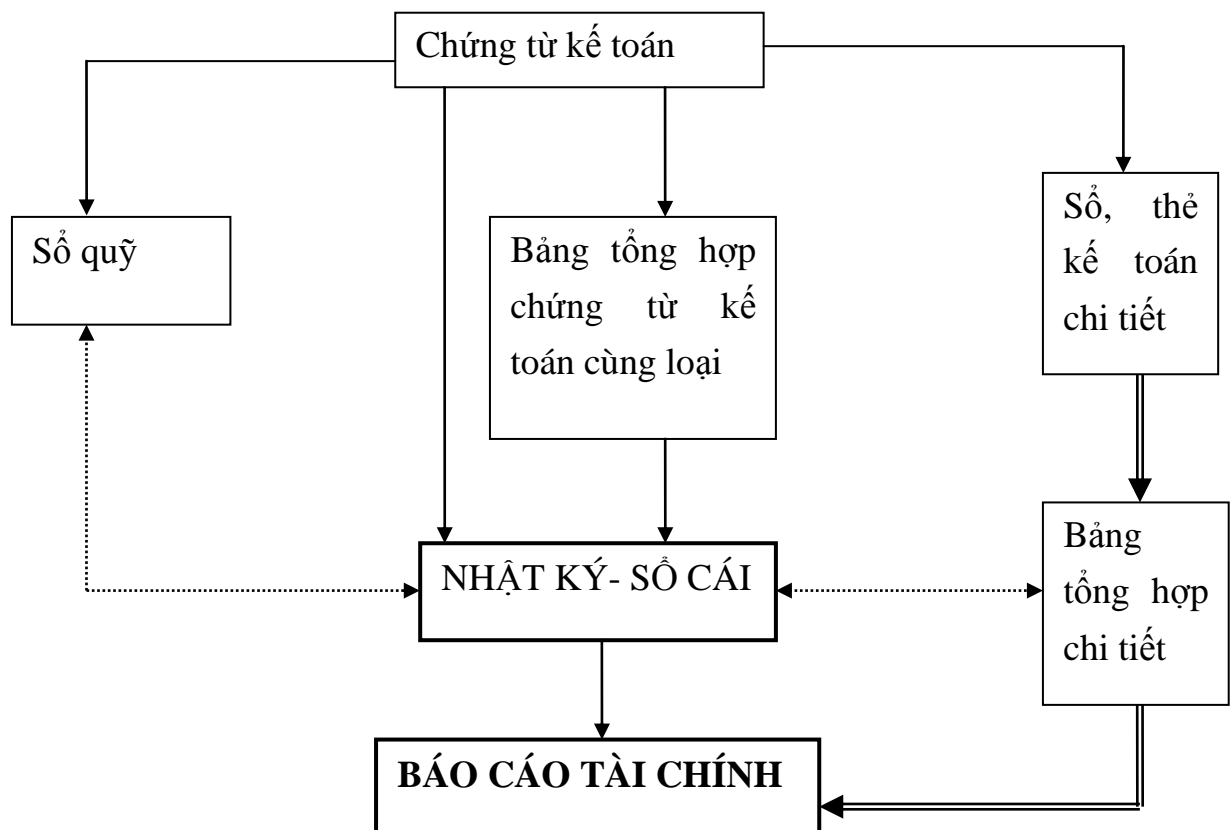 Chứng từ kế toán
Sổ quỹ
Bảng tổng hợp
chứng từ kế
toán cùng loại
Sổ, thẻ
kế toán
chi tiết
NHẬT KÝ- SỔ CÁI
Bảng
tổng hợp
chi tiết
BÁO CÁO TÀI CHÍNH